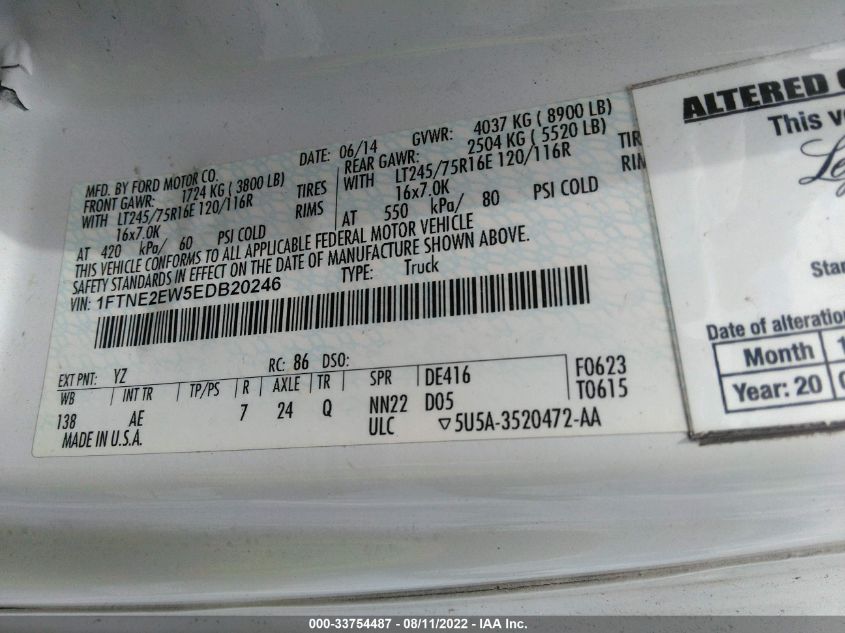 MFD. BY FORD MOTOR CO.
DATE: 06/14 GVWR: 4037 KG ( 8900 LB)
FRONT GAWR: 1724 KG ( 3800 LB)
REAR GAWR: 2504 KG ( 5520 LB)
WITH LT245/75R16E 120/116R TIRES
WITH LT245/75R16E 120/116R TIR
16x7.0K RIMS
16x7.0K RIM
AT 420 kPa/ 60 PSI COLD
AT 550 kPa/ 80 PSI COLD
THIS VEHICLE CONFORMS TO ALL APPLICABLE FEDERAL MOTOR VEHICLE
SAFETY STANDARDS IN EFFECT ON THE DATE OF MANUFACTURE SHOWN ABOVE.
VIN: 1FTNE2EW5EDB20246
TYPE: Truck
EXT PNT: YZ RC: 86 DSO:
F0623
WB INT TR TP/PS R AXLE TR SPR DE416
T0615
138 AE 7 24 Q NN22 D05
MADE IN U.S.A. ULC ▽5U5A-3520472-AA
ALTERED
This
Date of alteration
Month 1
Year: 20 0
000-33754487 - 08/11/2022 - IAA Inc.